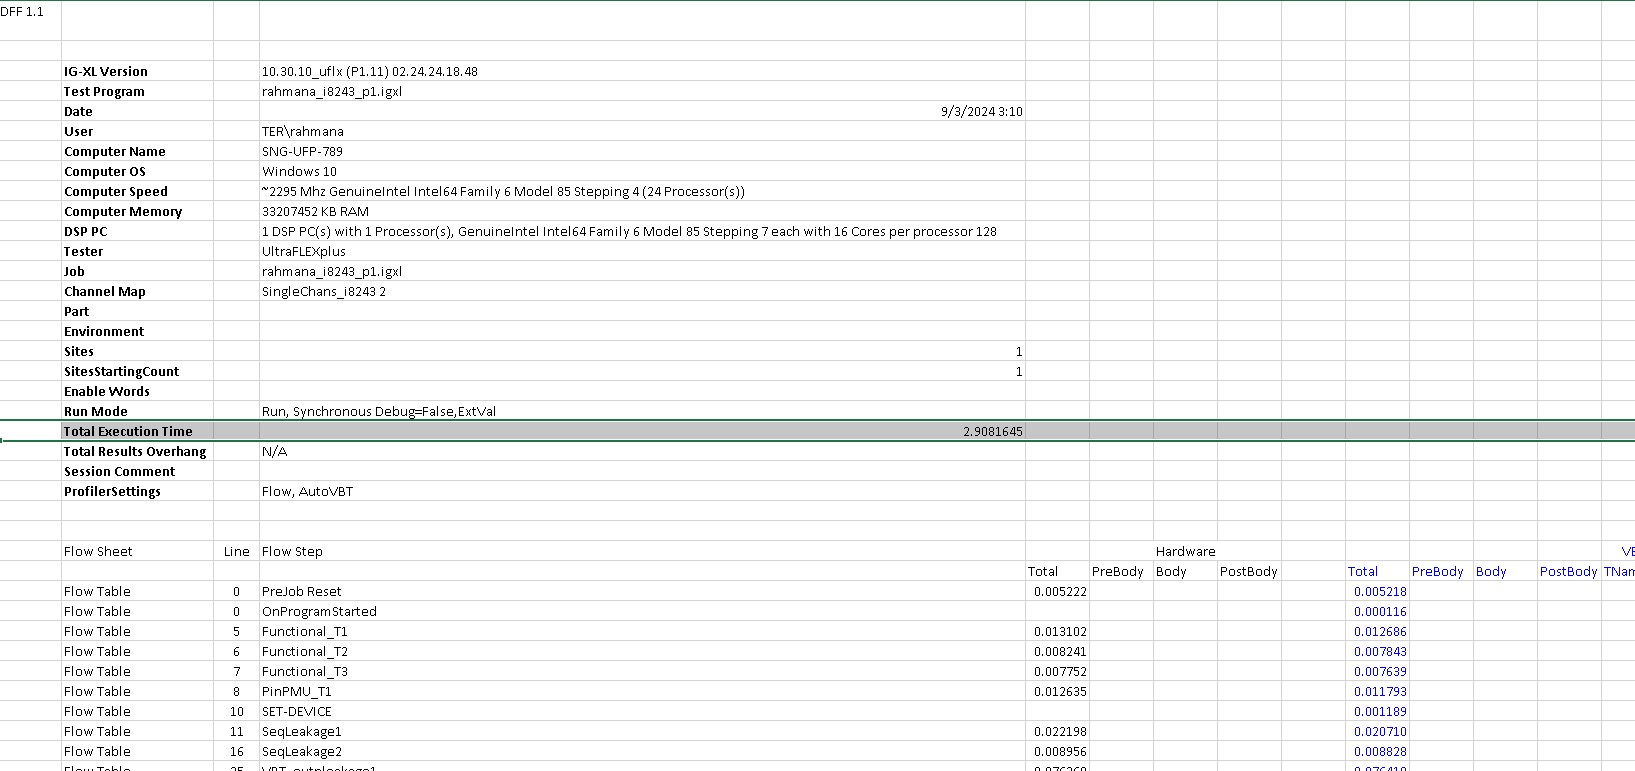 DFF 1.1
IG-XL Version 10.30.10_uflx (P1.11) 02.24.24.18.48
Test Program rahmana_i8243_p1.igxl
Date 9/3/2024 3:10
User TER\rahmana
Computer Name SNG-UFP-789
Computer OS Windows 10
Computer Speed ~2295 Mhz GenuineIntel Intel64 Family 6 Model 85 Stepping 4 (24 Processor(s))
Computer Memory 33207452 KB RAM
DSP PC 1 DSP PC(s) with 1 Processor(s), GenuineIntel Intel64 Family 6 Model 85 Stepping 7 each with 16 Cores per processor 128
Tester UltraFLEXplus
Job rahmana_i8243_p1.igxl
Channel Map SingleChans_i8243 2
Part
Environment
Sites 1
SitesStartingCount 1
Enable Words
Run Mode Run, Synchronous Debug=False,ExtVal
Total Execution Time 2.9081645
Total Results Overhang N/A
Session Comment
ProfilerSettings Flow, AutoVBT
Flow Sheet Line Flow Step Hardware
Total PreBody Body PostBody Total PreBody Body PostBody
Flow Table 0 PreJob Reset 0.005222 0.005218
Flow Table 0 OnProgramStarted 0.000116
Flow Table 5 Functional_T1 0.013102 0.012686
Flow Table 6 Functional_T2 0.008241 0.007843
Flow Table 7 Functional_T3 0.007752 0.007639
Flow Table 8 PinPMU_T1 0.012635 0.011793
Flow Table 10 SET-DEVICE 0.001189
Flow Table 11 SeqLeakage1 0.022198 0.020710
Flow Table 16 SeqLeakage2 0.008956 0.008828